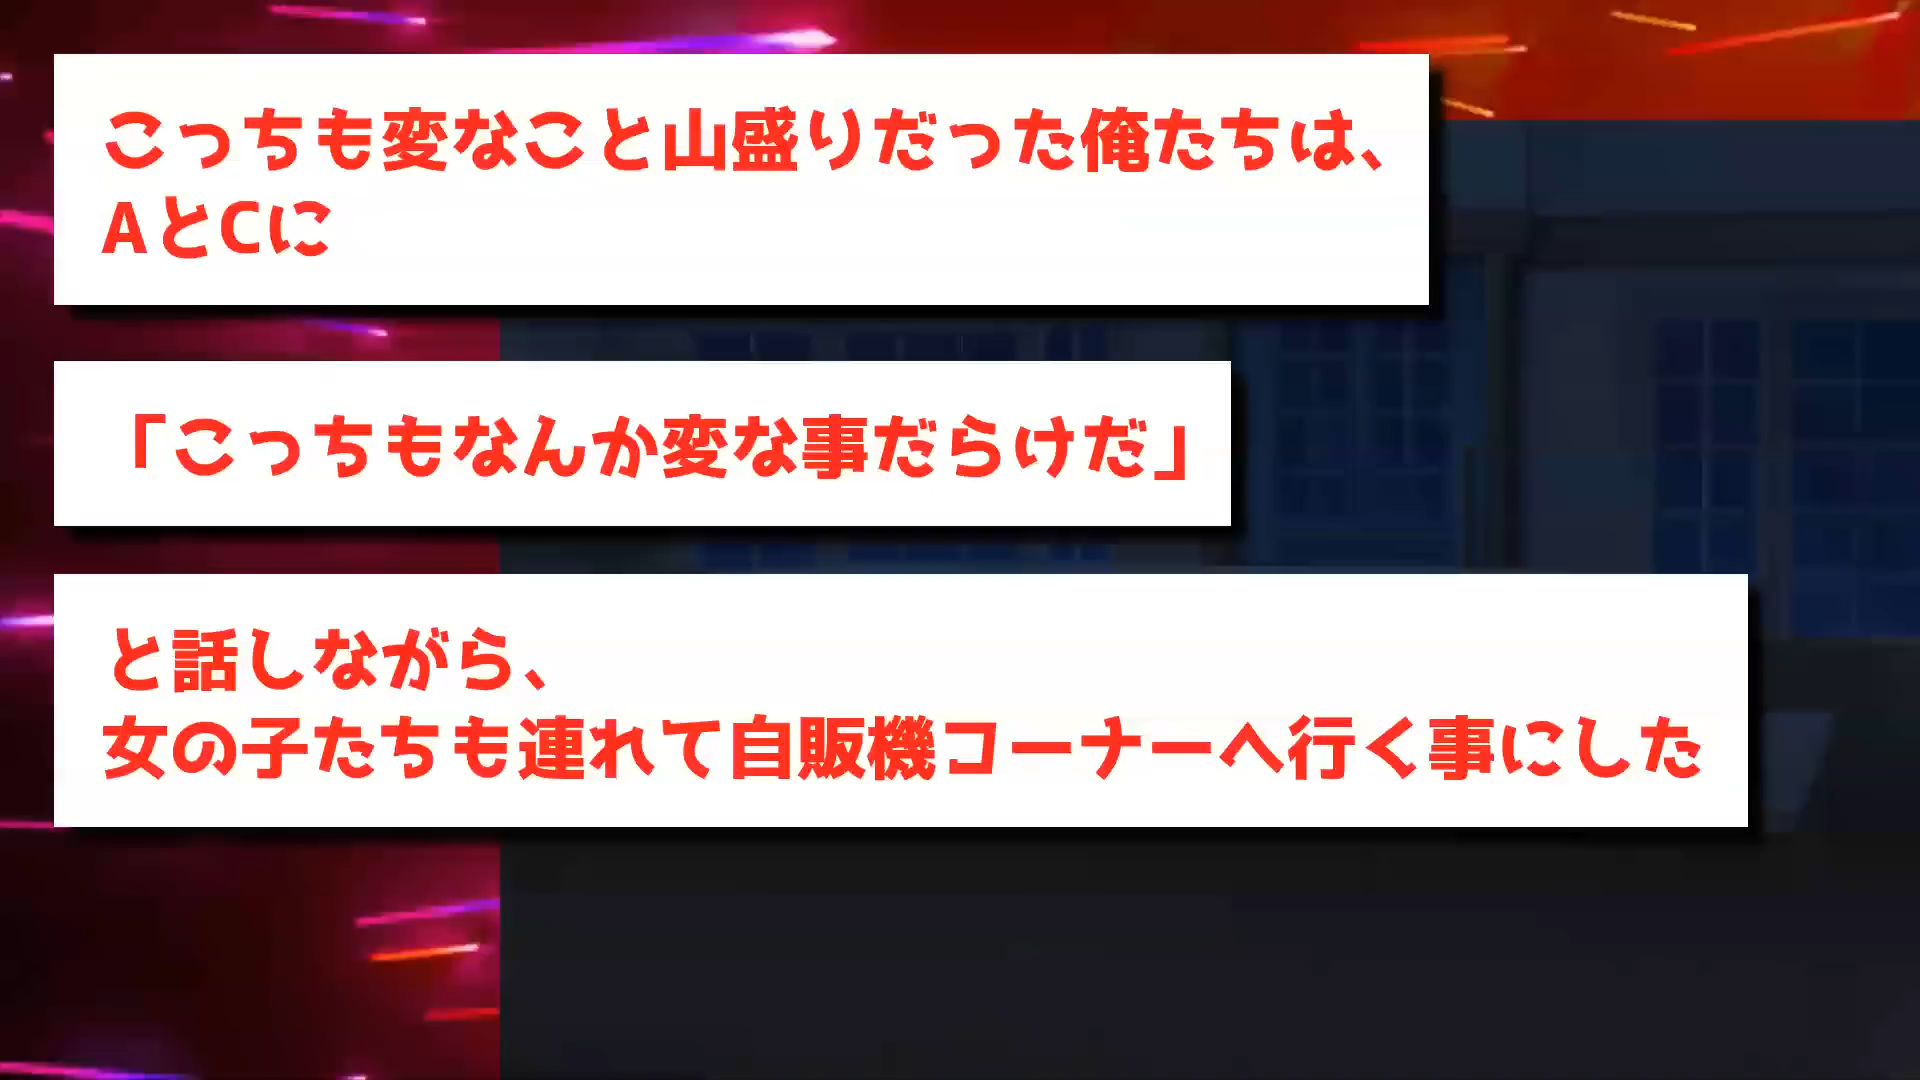 こっちも変なこと山盛りだった俺たちは、
AとCに
「こっちもなんか変な事だらけだ」
と話しながら、
女の子たちも連れて自販機コーナーへ行く事にした